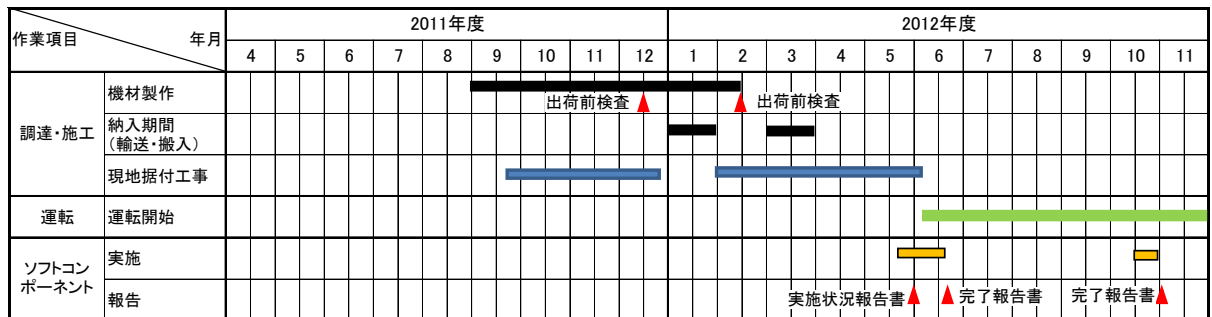 作業項目 年月 2011年度 2012年度
4 5 6 7 8 9 10 11 12 1 2 3 4 5 6 7 8 9 10 11
調達・施工
機材製作
出荷前検査 出荷前検査
納入期間
(輸送・搬入)
現地据付工事
運転 運転開始
ソフトコン
ポーネント
実施
報告
実施状況報告書 完了報告書 完了報告書